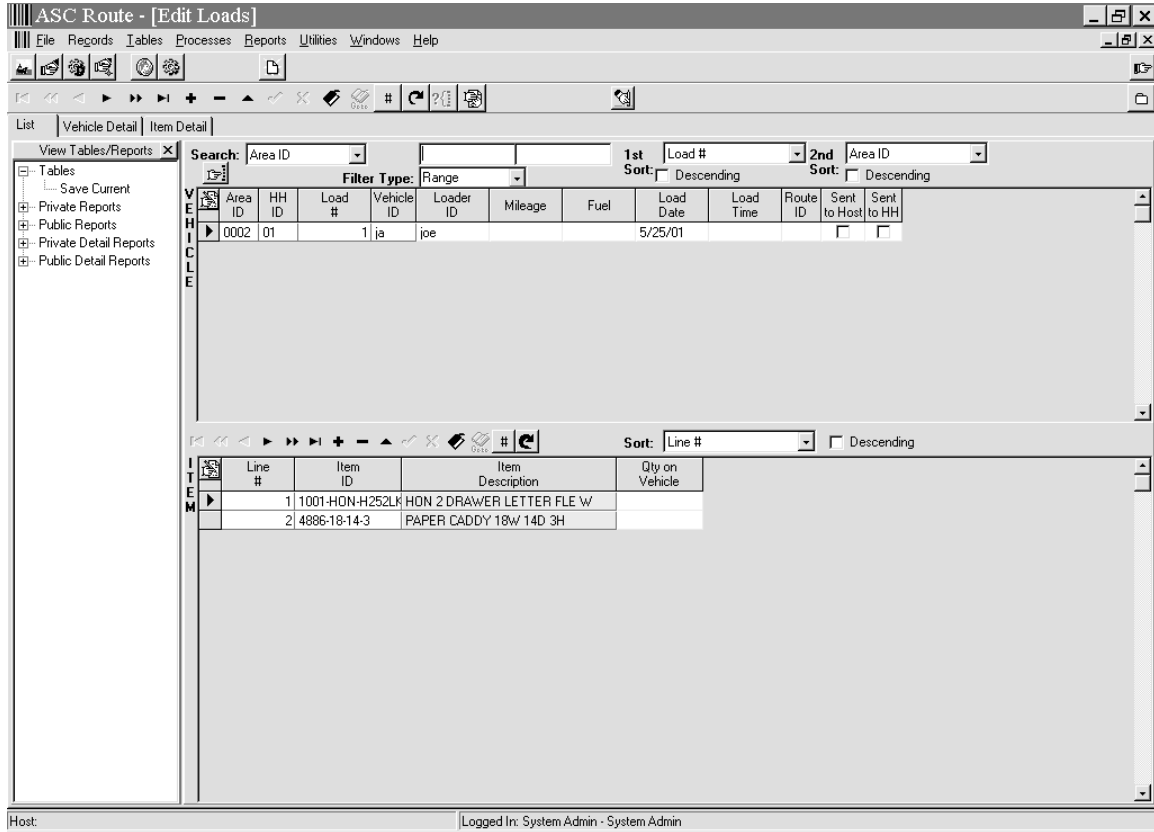 ASC Route - [Edit Loads]
File Records Tables Processes Reports Utilities Windows Help
Goto # ?{}
List Vehicle Detail Item Detail
View Tables/Reports X
Tables
Save Current
Private Reports
Public Reports
Private Detail Reports
Public Detail Reports
Search: Area ID 1st Sort: Load # 2nd Sort: Area ID
Filter Type: Range Descending Descending
VEHICLE
Area ID HH ID Load # Vehicle ID Loader ID Mileage Fuel Load Date Load Time Route ID Sent to Host Sent to HH
0002 01 1 ja joe 5/25/01
Goto # Sort: Line # Descending
ITEM
Line # Item ID Item Description Qty on Vehicle
1 1001-HON-H252LK HON 2 DRAWER LETTER FLE W
2 4886-18-14-3 PAPER CADDY 18W 14D 3H
Host: Logged In: System Admin - System Admin